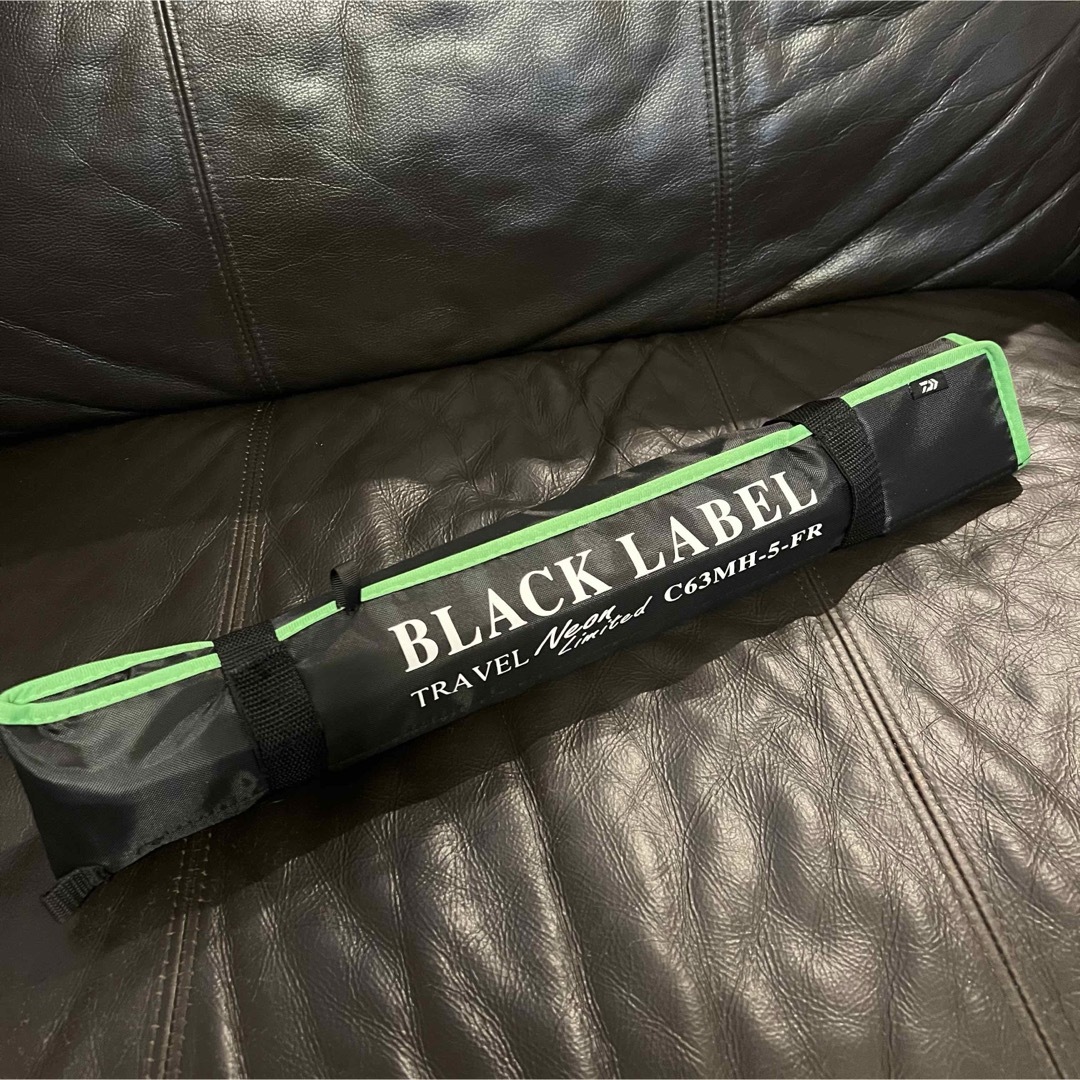 BLACK LABEL
TRAVEL Neon Limited C63MH-5-FR